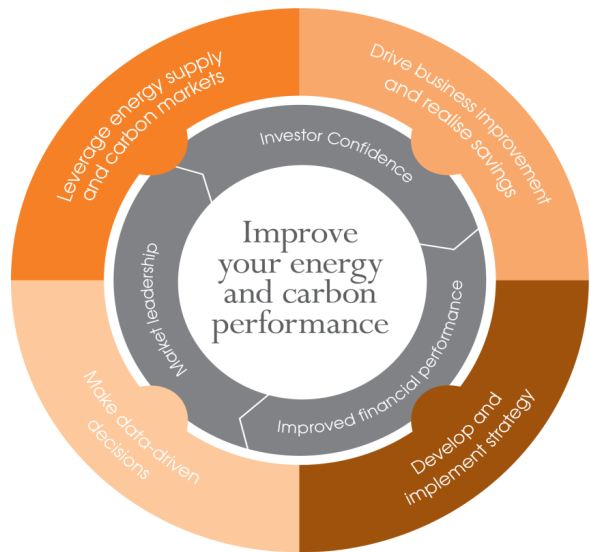 Leverage energy supply
and carbon markets
Drive business improvement
and realise savings
Investor Confidence
Market leadership
Improve
your energy
and carbon
performance
Improved financial performance
Make data-driven
decisions
Develop and
implement strategy